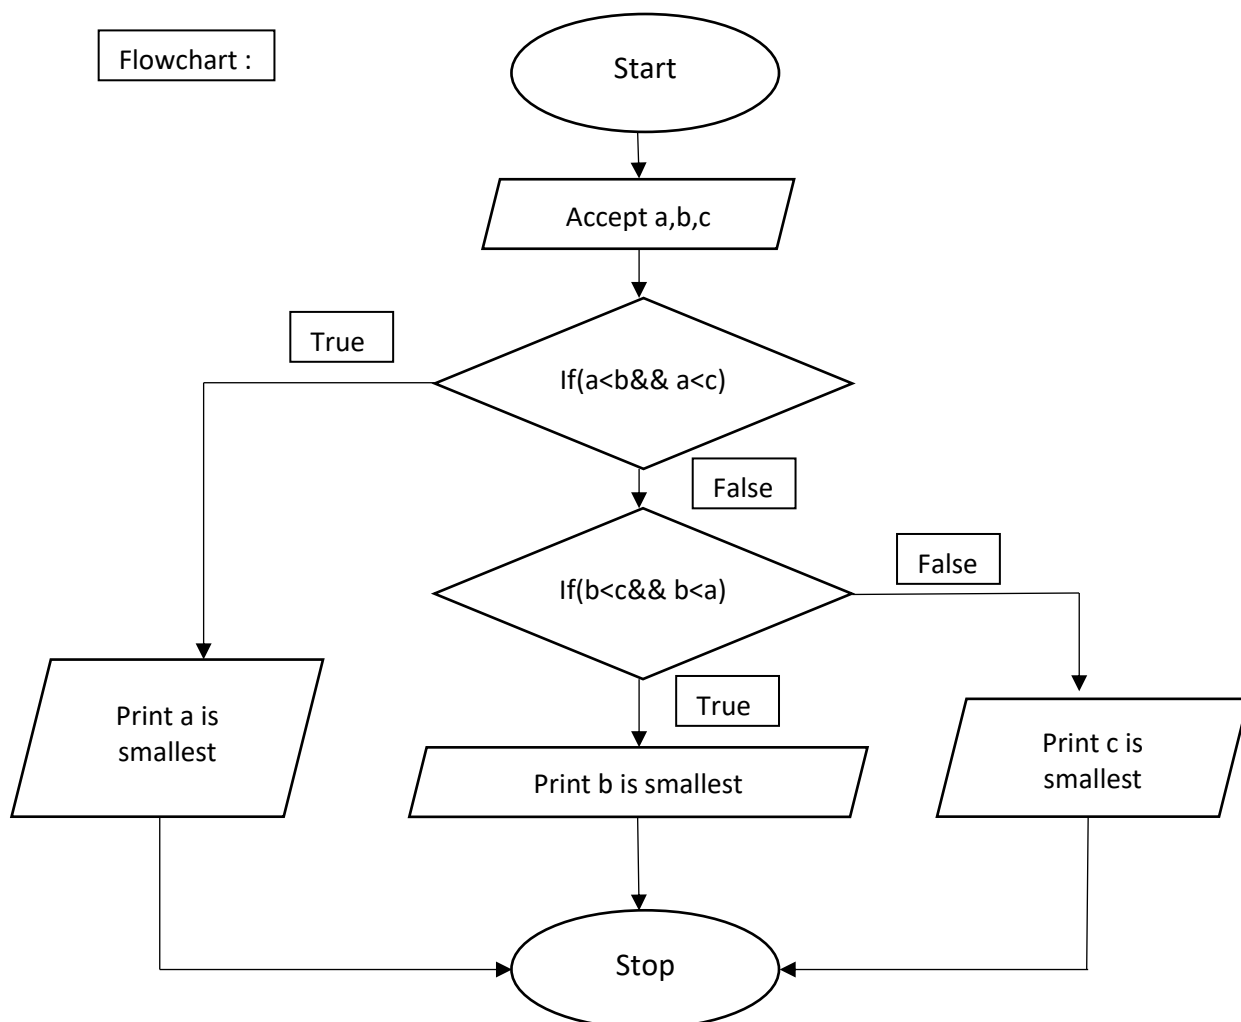 Flowchart :
Start
Accept a,b,c
True
If(a<b&& a<c)
False
If(b<c&& b<a)
False
True
Print a is
smallest
Print b is smallest
Print c is
smallest
Stop